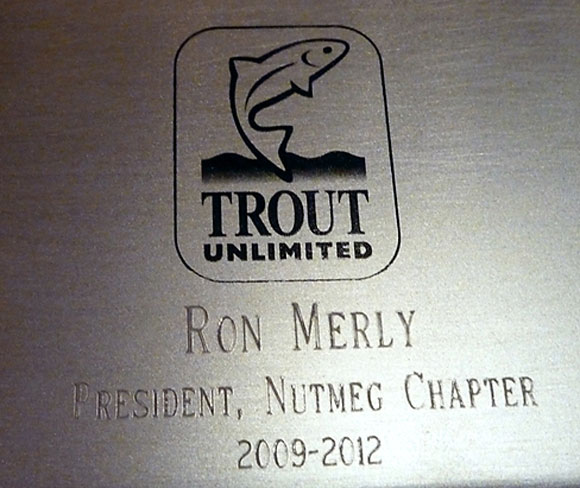 TROUT
UNLIMITED
RON MERLY
PRESIDENT, NUTMEG CHAPTER
2009-2012